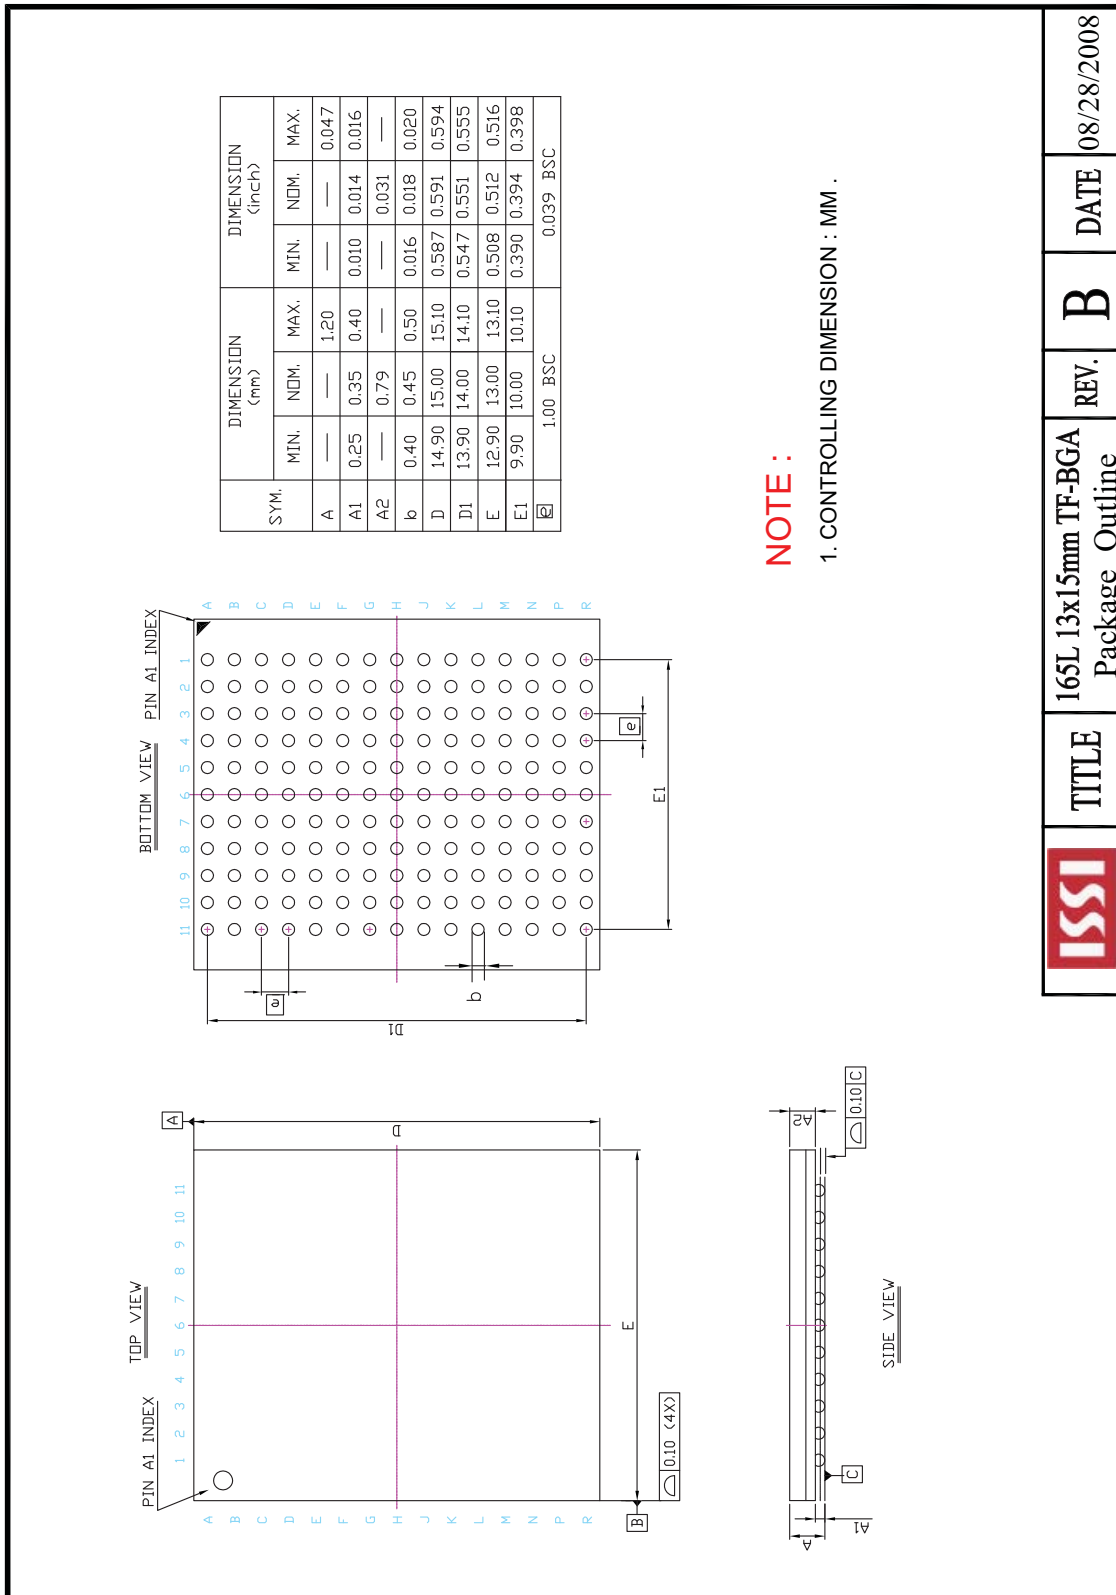 TOP VIEW
PIN A1 INDEX
1 2 3 4 5 6 7 8 9 10 11
A
B
C
D
E
F
G
H
J
K
L
M
N
P
R
A
D
E
B
0.10 (4X)
BOTTOM VIEW
PIN A1 INDEX
11 10 9 8 7 6 5 4 3 2 1
A
B
C
D
E
F
G
H
J
K
L
M
N
P
R
e
D1
b
e
E1
SIDE VIEW
A
A1
A2
C
0.10 C
SYM. DIMENSION (mm) DIMENSION (inch)
MIN. NOM. MAX. MIN. NOM. MAX.
A — — 1.20 — — 0.047
A1 0.25 0.35 0.40 0.010 0.014 0.016
A2 — 0.79 — — 0.031 —
b 0.40 0.45 0.50 0.016 0.018 0.020
D 14.90 15.00 15.10 0.587 0.591 0.594
D1 13.90 14.00 14.10 0.547 0.551 0.555
E 12.90 13.00 13.10 0.508 0.512 0.516
E1 9.90 10.00 10.10 0.390 0.394 0.398
e 1.00 BSC 0.039 BSC
NOTE :
1. CONTROLLING DIMENSION : MM .
ISSI
TITLE
165L 13x15mm TF-BGA
Package Outline
REV.
B
DATE
08/28/2008